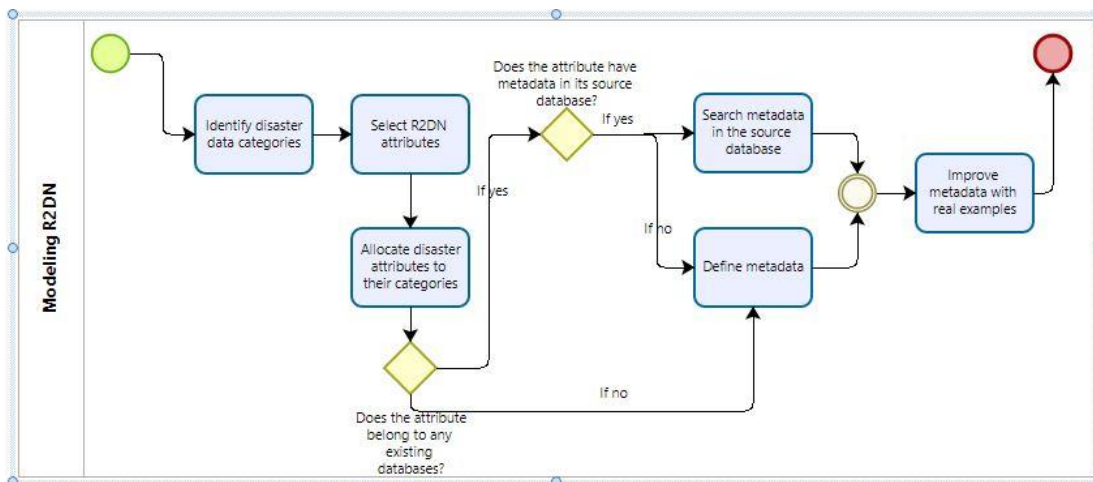 Modeling R2DN
Identify disaster
data categories
Select R2DN
attributes
Allocate disaster
attributes to
their categories
Does the attribute
belong to any
existing
databases?
If yes
If no
Does the attribute have
metadata in its source
database?
If yes
If no
Search metadata
in the source
database
Define metadata
Improve
metadata with
real examples